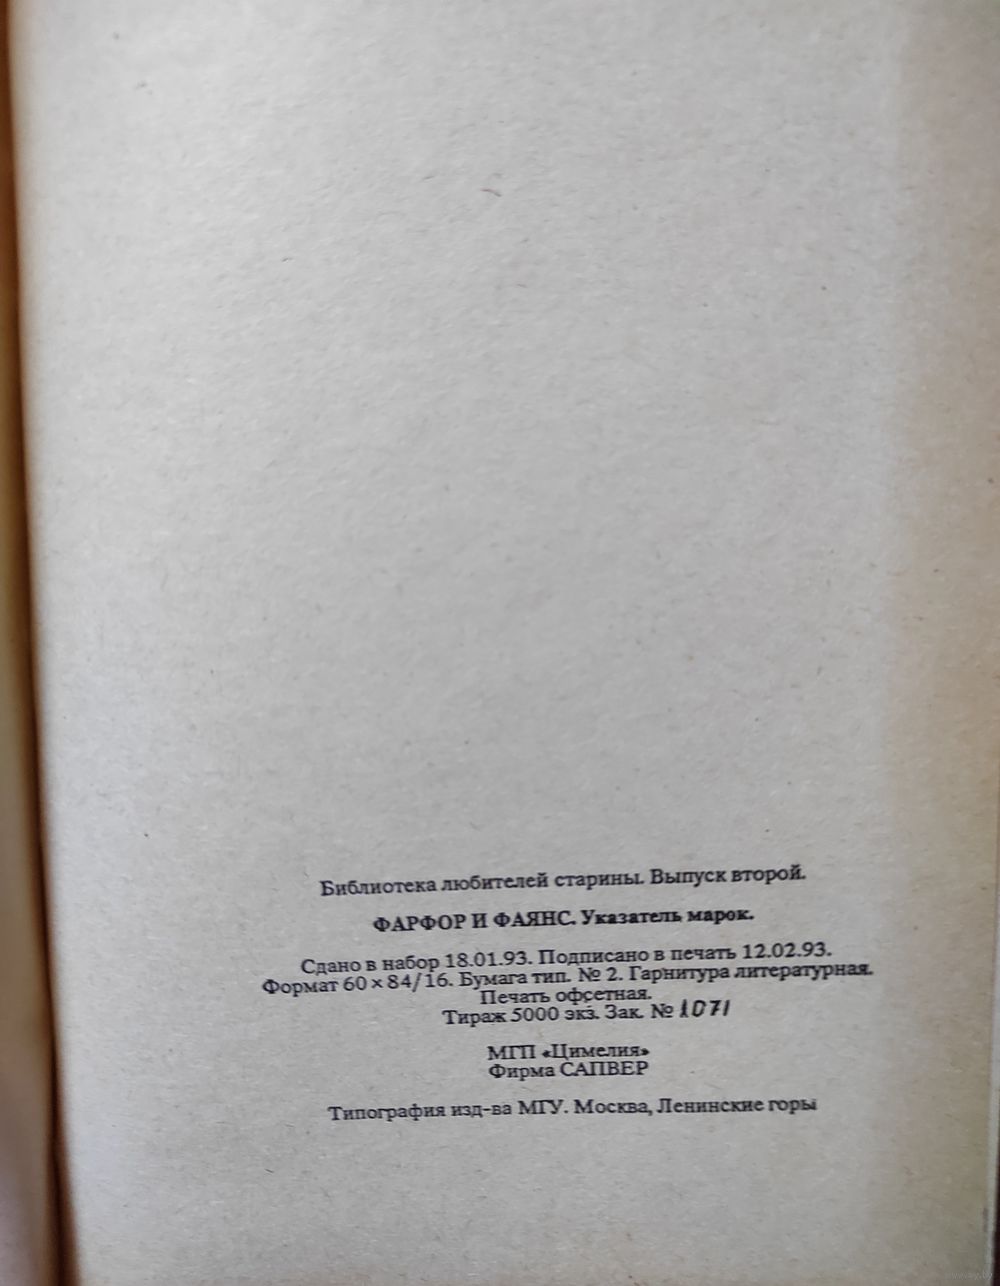 Библиотека любителей старины. Выпуск второй.
ФАРФОР И ФАЯНС. Указатель марок.
Сдано в набор 18.01.93. Подписано в печать 12.02.93.
Формат 60 × 84/16. Бумага тип. № 2. Гарнитура литературная.
Печать офсетная.
Тираж 5000 экз. Зак. № 1071
МГП «Цимелия»
Фирма САПВЕР
Типография изд-ва МГУ. Москва, Ленинские горы